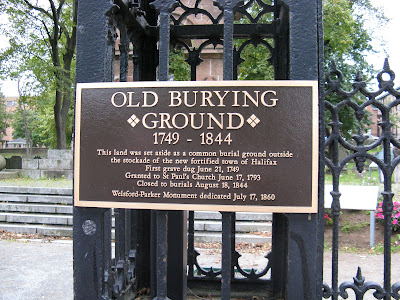 OLD BURYING
GROUND
1749 - 1844
This land was set aside as a common burial ground outside
the stockade of the new fortified town of Halifax
First grave dug June 21, 1749
Granted to St Paul's Church June 17, 1793
Closed to burials August 18, 1844
Welsford-Parker Monument dedicated July 17, 1860